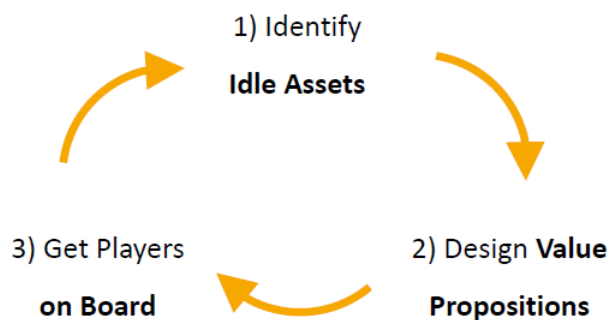 1) Identify
Idle Assets
2) Design Value
Propositions
3) Get Players
on Board